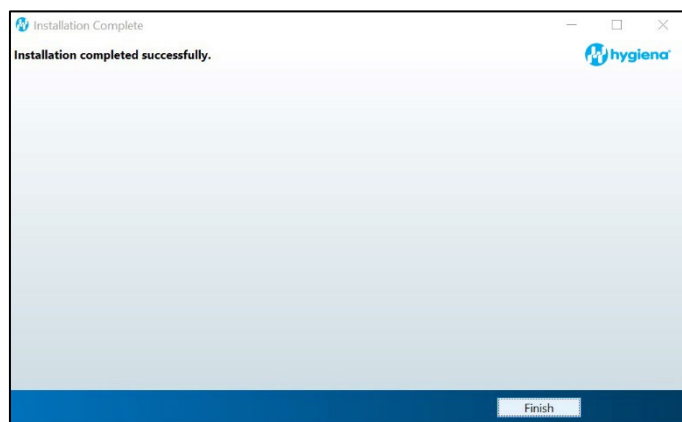 Installation Complete
Installation completed successfully.
hygiena
Finish